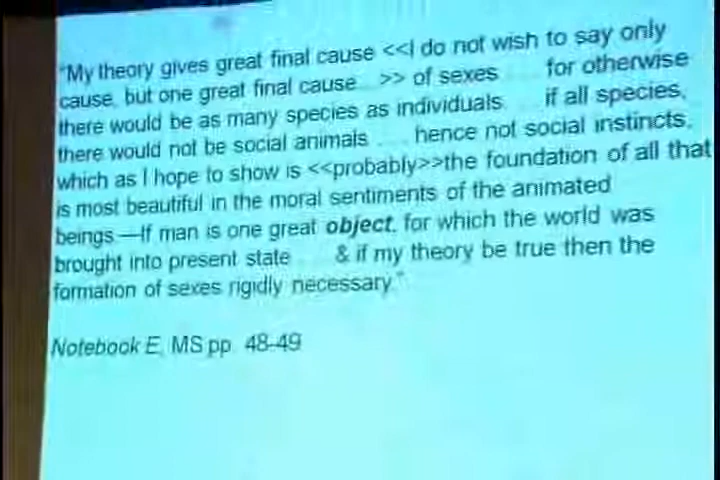 "My theory gives great final cause <<I do not wish to say only
cause, but one great final cause...>> of sexes .... for otherwise
there would be as many species as individuals .... if all species,
there would not be social animals .... hence not social instincts,
which as I hope to show is <<probably>>the foundation of all that
is most beautiful in the moral sentiments of the animated
beings.—If man is one great object, for which the world was
brought into present state .... & if my theory be true then the
formation of sexes rigidly necessary."
Notebook E, MS pp. 48-49